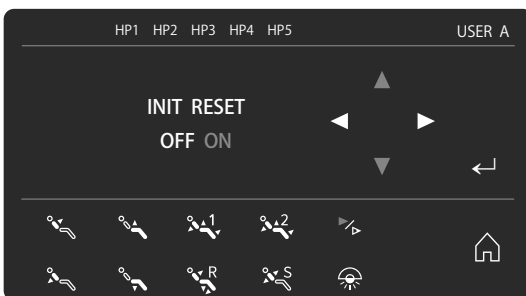 HP1 HP2 HP3 HP4 HP5 USER A
INIT RESET
OFF ON
1 2
R S